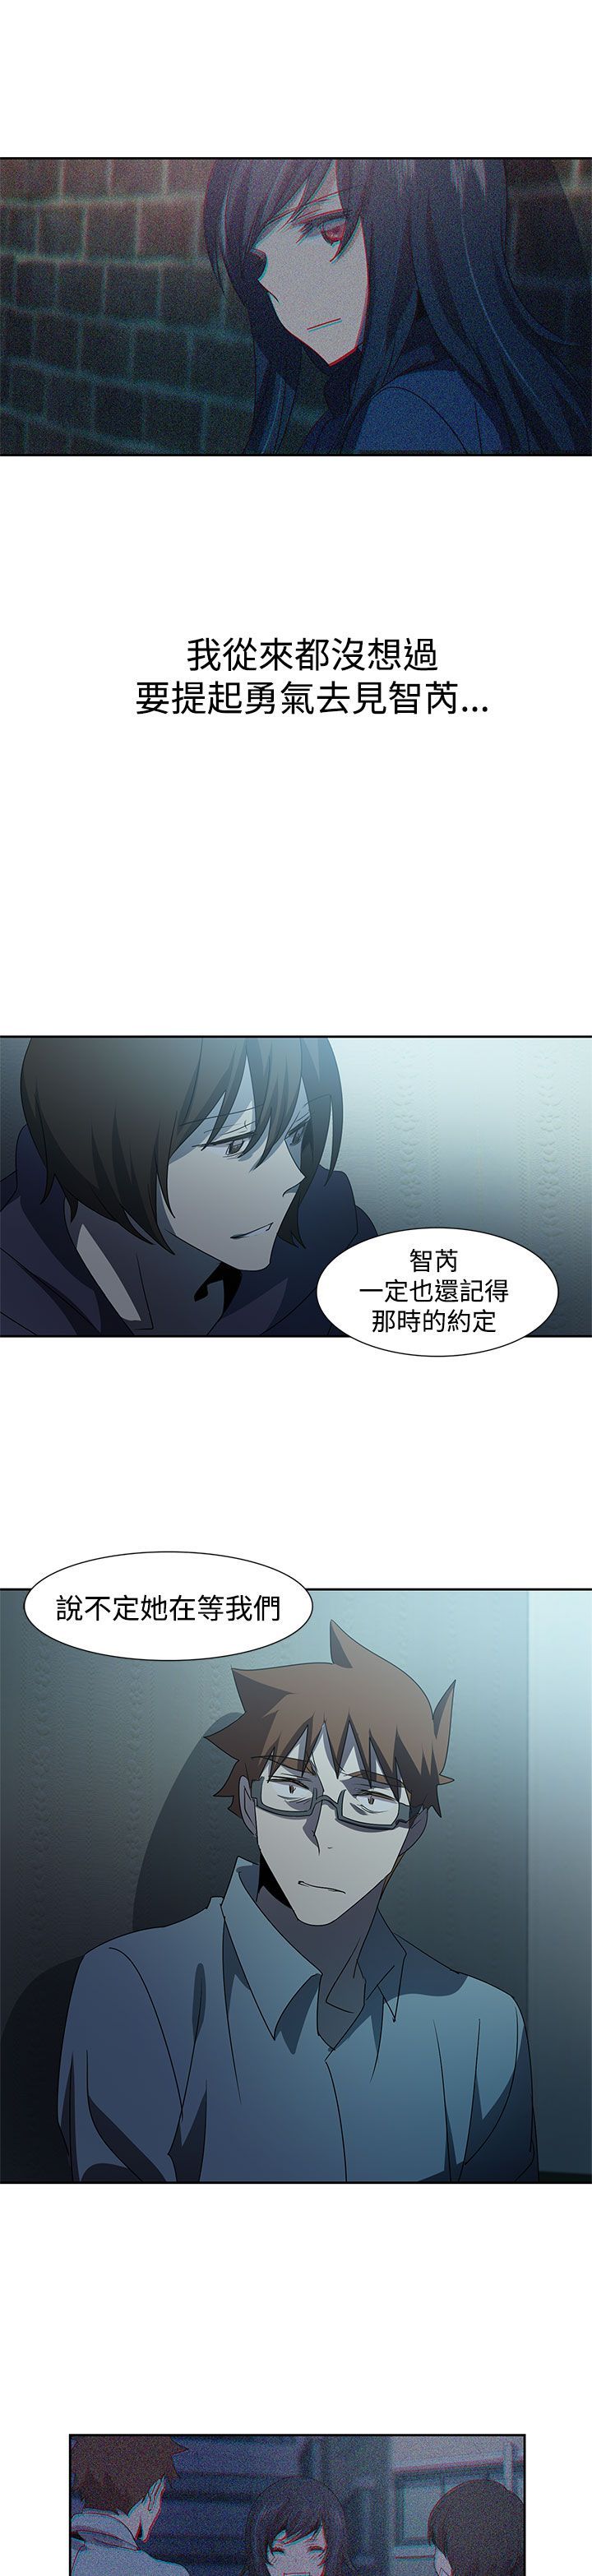 我從來都沒想過
要提起勇氣去見智芮...
智芮
一定也還記得
那時的約定
說不定她在等我們